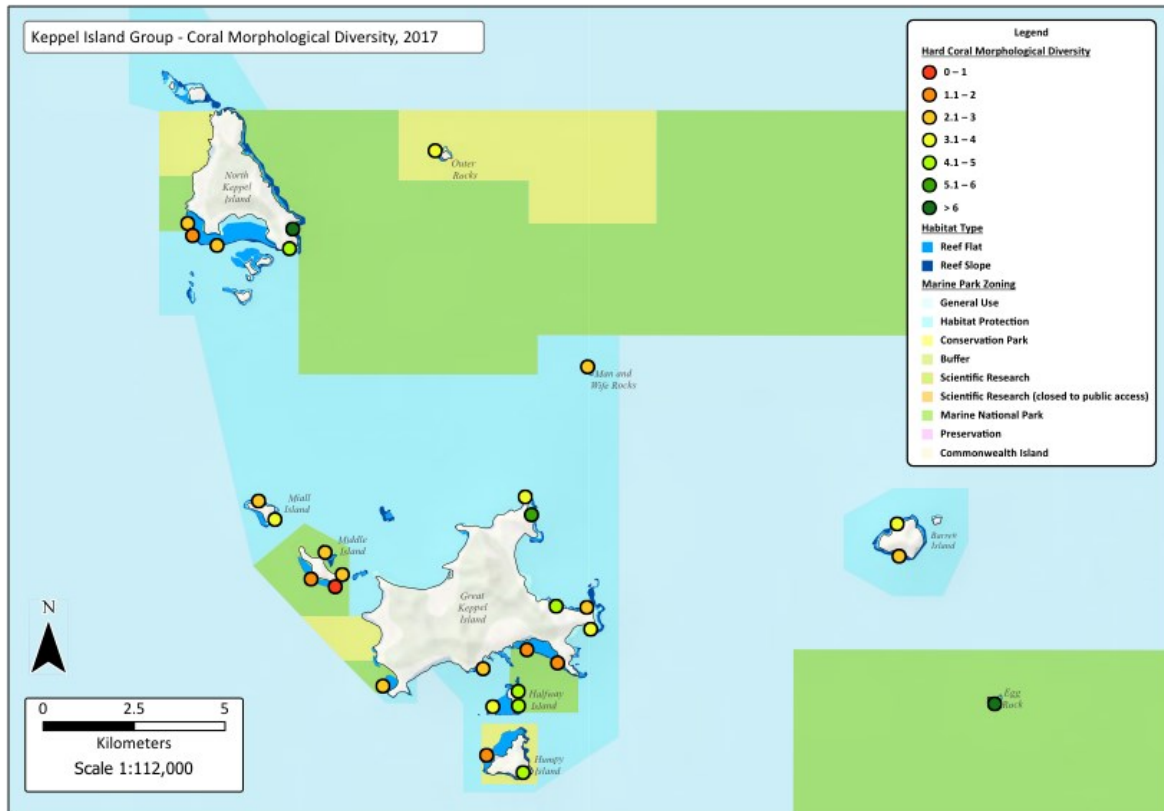 Keppel Island Group - Coral Morphological Diversity, 2017
Legend
Hard Coral Morphological Diversity
0 – 1
1.1 – 2
2.1 – 3
3.1 – 4
4.1 – 5
5.1 – 6
> 6
Habitat Type
Reef Flat
Reef Slope
Marine Park Zoning
General Use
Habitat Protection
Conservation Park
Buffer
Scientific Research
Scientific Research (closed to public access)
Marine National Park
Preservation
Commonwealth Island
Outer
Rocks
North
Keppel
Island
Man and
Wife Rocks
Miall
Island
Middle
Island
Barren
Island
Great
Keppel
Island
Halfway
Island
Egg
Rock
Humpy
Island
N
0 2.5 5
Kilometers
Scale 1:112,000